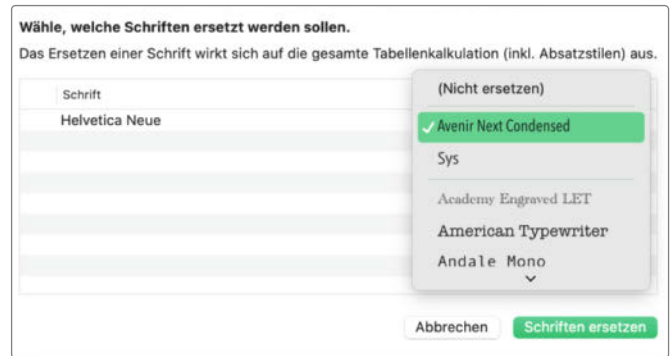 Wähle, welche Schriften ersetzt werden sollen.
Das Ersetzen einer Schrift wirkt sich auf die gesamte Tabellenkalkulation (inkl. Absatzstilen) aus.
Schrift
Helvetica Neue
(Nicht ersetzen)
Avenir Next Condensed
Sys
Academy Engraved LET
American Typewriter
Andale Mono
Abbrechen
Schriften ersetzen